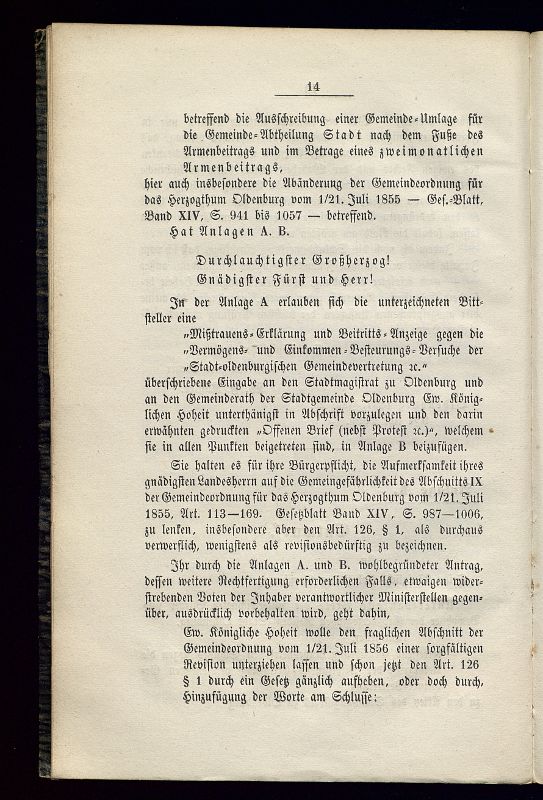 14
betreffend die Ausschreibung einer Gemeinde-Umlage für
die Gemeinde-Abtheilung Stadt nach dem Fuße des
Armenbeitrags und im Betrage eines zweimonatlichen
Armenbeitrags,
hier auch insbesondere die Abänderung der Gemeindeordnung für
das Herzogthum Oldenburg vom 1/21. Juli 1855 — Ges.-Blatt,
Band XIV, S. 941 bis 1057 — betreffend.
Hat Anlagen A. B.
Durchlauchtigster Großherzog!
Gnädigster Fürst und Herr!
In der Anlage A erlauben sich die unterzeichneten Bitt-
steller eine
„Mißtrauens-Erklärung und Beitritts-Anzeige gegen die
„Vermögens- und Einkommen-Besteurungs-Versuche der
„Stadt-oldenburgischen Gemeindevertretung ꝛc.“
überschriebene Eingabe an den Stadtmagistrat zu Oldenburg und
an den Gemeinderath der Stadtgemeinde Oldenburg Ew. König-
lichen Hoheit unterthänigst in Abschrift vorzulegen und den darin
erwähnten gedruckten „Offenen Brief (nebst Protest ꝛc.)“, welchem
sie in allen Punkten beigetreten sind, in Anlage B beizufügen.
Sie halten es für ihre Bürgerpflicht, die Aufmerksamkeit ihres
gnädigsten Landesherrn auf die Gemeingefährlichkeit des Abschnitts IX
der Gemeindeordnung für das Herzogthum Oldenburg vom 1/21. Juli
1855, Art. 113—169. Gesetzblatt Band XIV, S. 987—1006,
zu lenken, insbesondere aber den Art. 126, § 1, als durchaus
verwerflich, wenigstens als revisionsbedürftig zu bezeichnen.
Ihr durch die Anlagen A. und B. wohlbegründeter Antrag,
dessen weitere Rechtfertigung erforderlichen Falls, etwaigen wider-
strebenden Voten der Inhaber verantwortlicher Ministerstellen gegen-
über, ausdrücklich vorbehalten wird, geht dahin,
Ew. Königliche Hoheit wolle den fraglichen Abschnitt der
Gemeindeordnung vom 1/21. Juli 1856 einer sorgfältigen
Revision unterziehen lassen und schon jetzt den Art. 126
§ 1 durch ein Gesetz gänzlich aufheben, oder doch durch,
Hinzufügung der Worte am Schlusse: